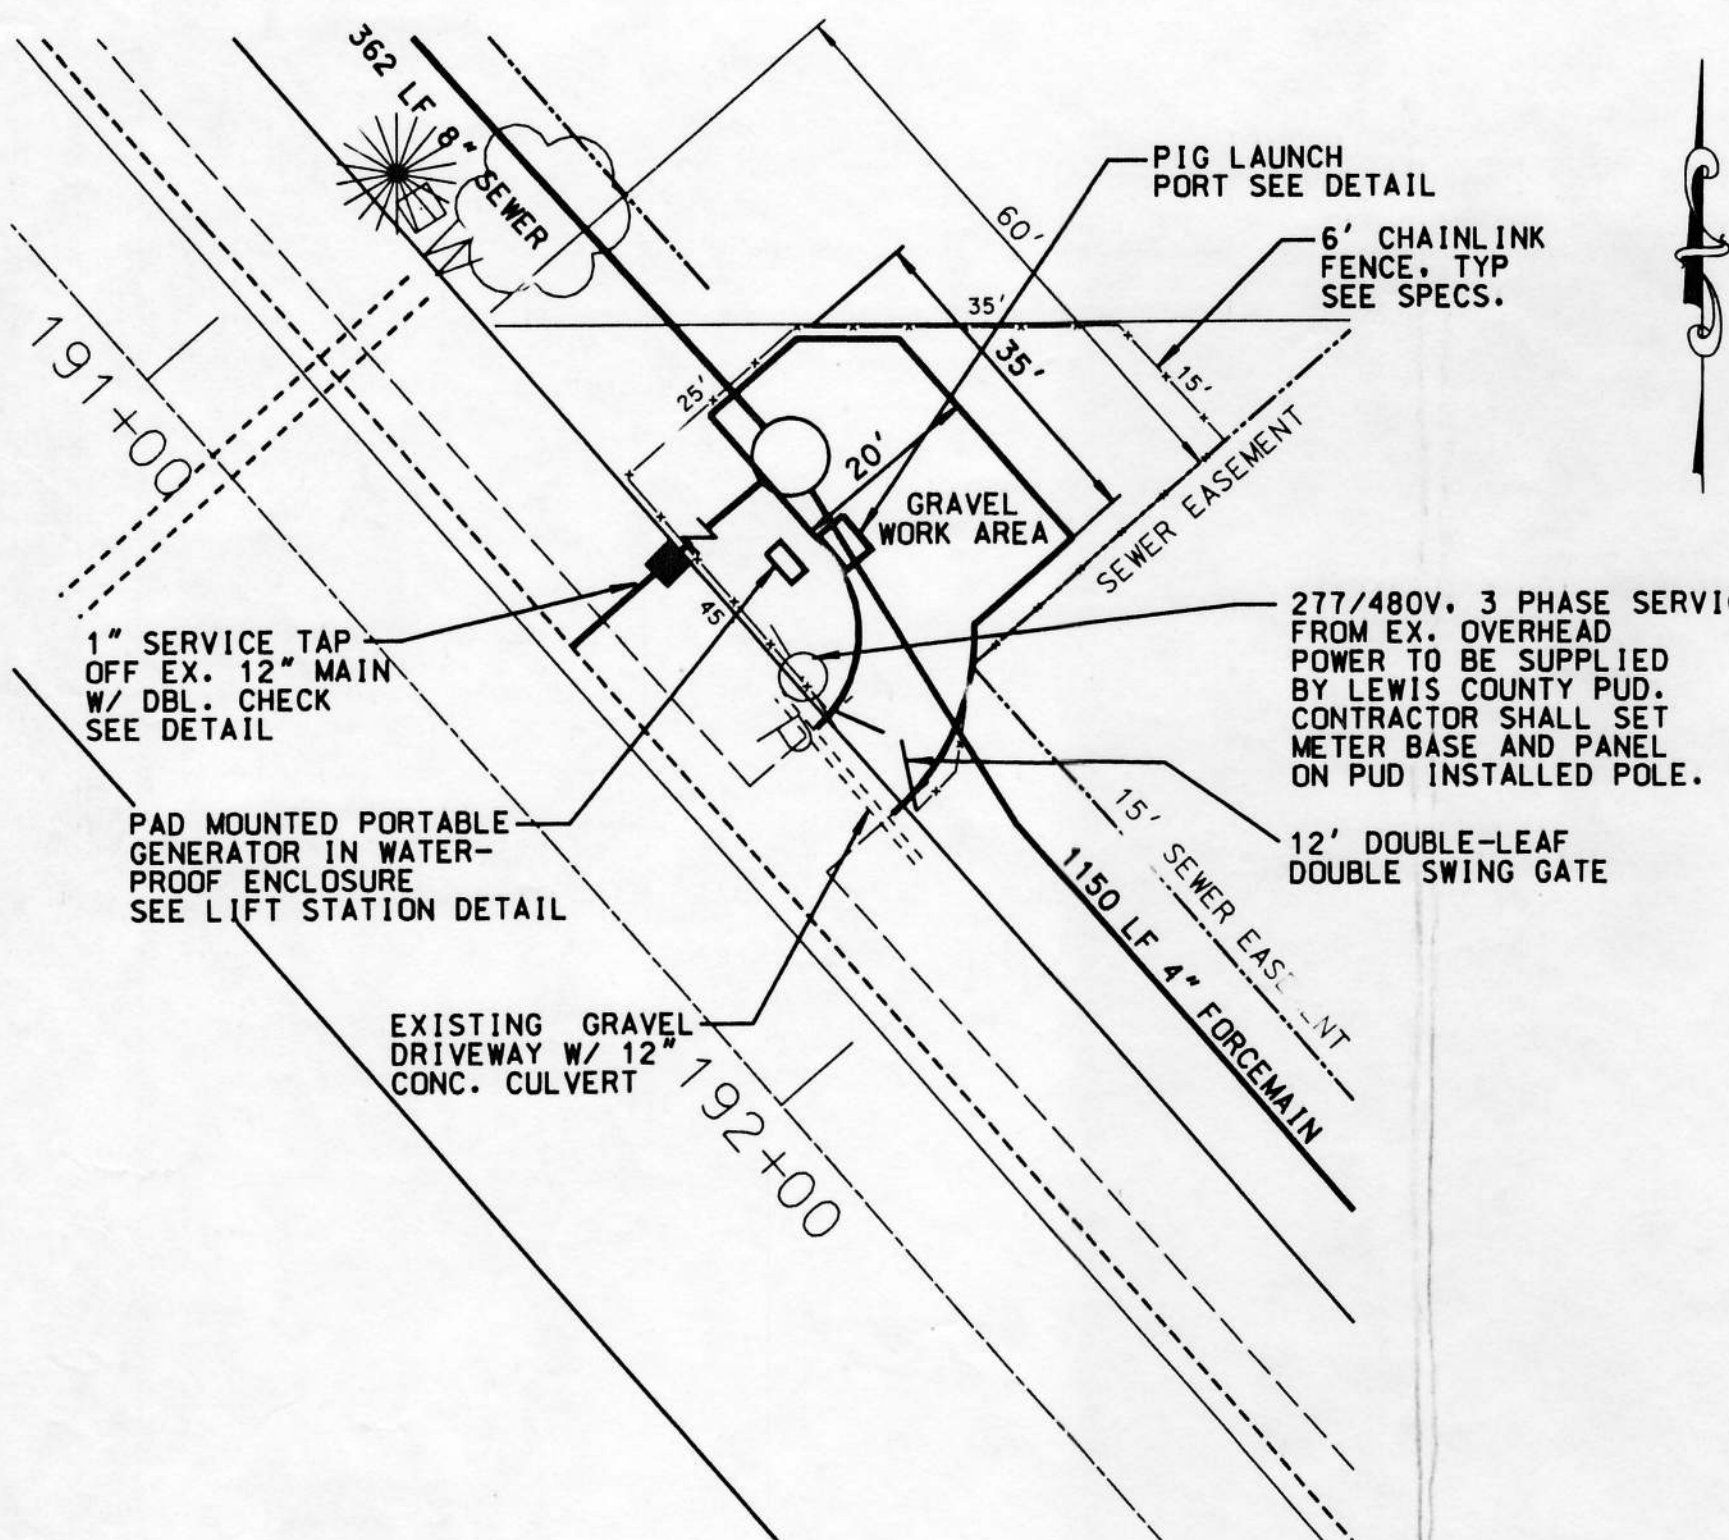 362 LF 8" SEWER
PIG LAUNCH
PORT SEE DETAIL
60'
6' CHAINLINK
FENCE, TYP
SEE SPECS.
35'
35'
15'
25'
20'
191+00
GRAVEL
WORK AREA
SEWER EASEMENT
45
1" SERVICE TAP
OFF EX. 12" MAIN
W/ DBL. CHECK
SEE DETAIL
277/480V. 3 PHASE
FROM EX. OVERHEAD
POWER TO BE SUPPLIED
BY LEWIS COUNTY PUD.
CONTRACTOR SHALL SET
METER BASE AND PANEL
ON PUD INSTALLED POLE.
PAD MOUNTED PORTABLE
GENERATOR IN WATER-
PROOF ENCLOSURE
SEE LIFT STATION DETAIL
12' DOUBLE-LEAF
DOUBLE SWING GATE
15' SEWER
1150 LF 4" FORCEMAIN
EXISTING GRAVEL
DRIVEWAY W/ 12"
CONC. CULVERT
192+00